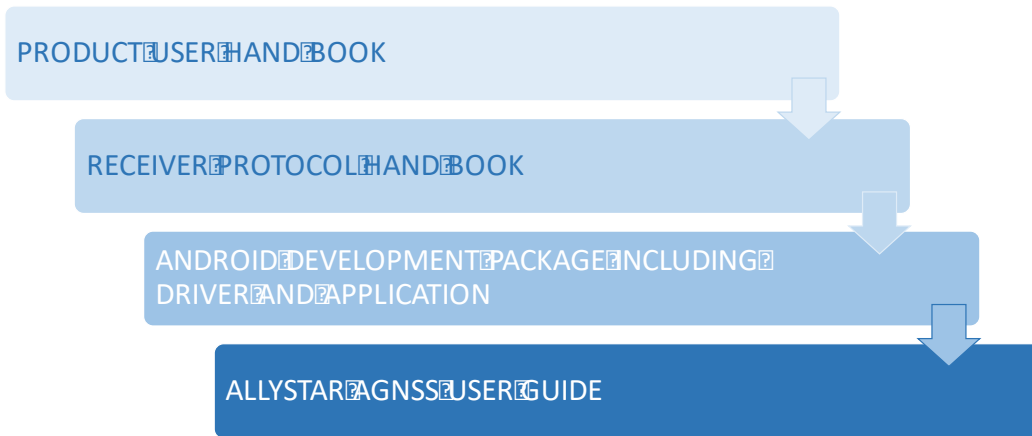 PRODUCT USER HAND BOOK
RECEIVER PROTOCOL HAND BOOK
ANDROID DEVELOPMENT PACKAGE INCLUDING
DRIVER AND APPLICATION
ALLYSTAR AGNSS USER GUIDE